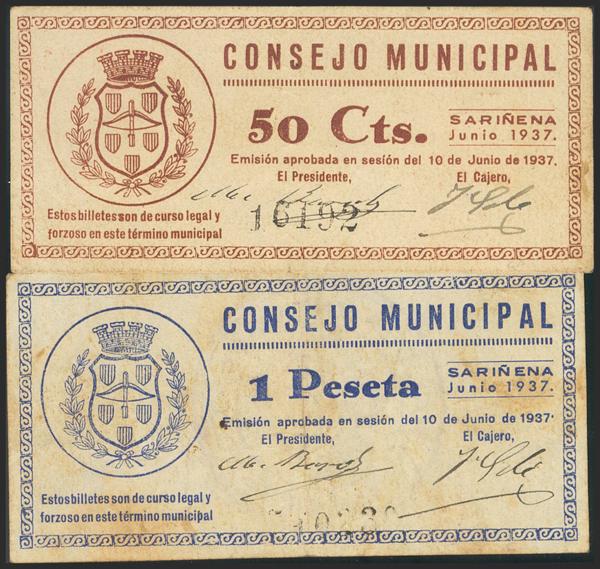 CONSEJO MUNICIPAL
50 Cts.
SARIÑENA
Junio 1937.
Emisión aprobada en sesión del 10 de Junio de 1937.
El Presidente, El Cajero,
16192
Estos billetes son de curso legal y
forzoso en este término municipal
CONSEJO MUNICIPAL
1 Peseta
SARIÑENA
Junio 1937.
Emisión aprobada en sesión del 10 de Junio de 1937.
El Presidente, El Cajero,
Estos billetes son de curso legal y
forzoso en este término municipal